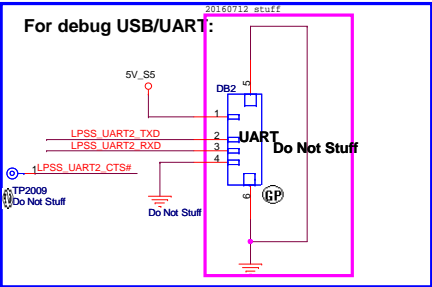 20160712 stuff
For debug USB/UART:
5V_S5
DB2
5
1
LPSS_UART2_TXD
2
UART
LPSS_UART2_RXD
3
Do Not Stuff
4
1
LPSS_UART2_CTS#
TP2009
Do Not Stuff
Do Not Stuff
6
GP